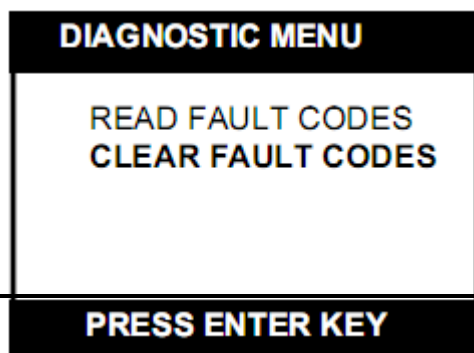 DIAGNOSTIC MENU
READ FAULT CODES
CLEAR FAULT CODES
PRESS ENTER KEY